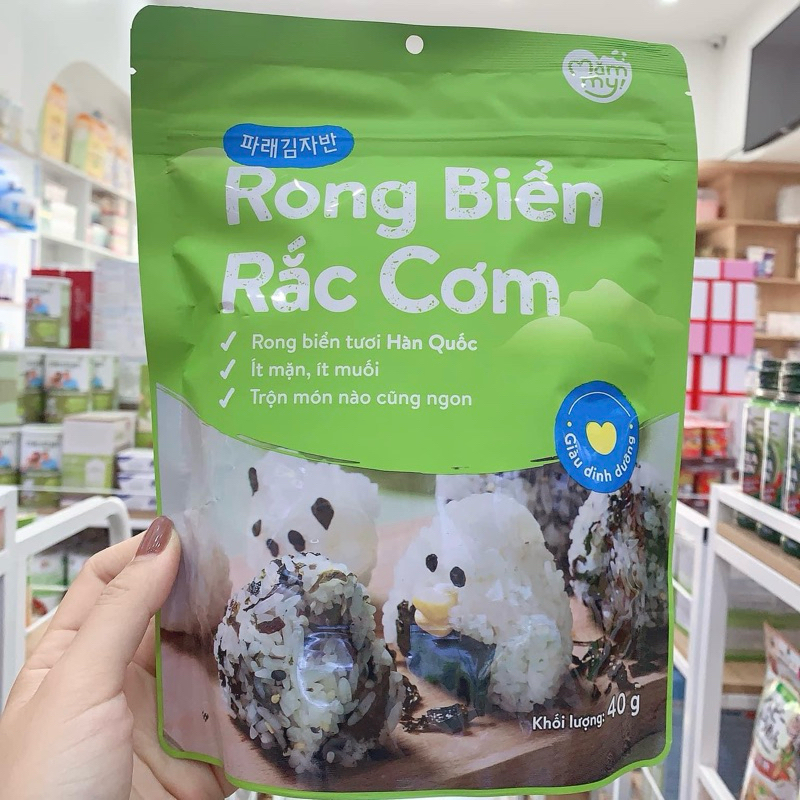 Măm
my!
파래김자반
Rong Biển
Rắc Cơm
Rong biển tươi Hàn Quốc
Ít mặn, ít muối
Trộn món nào cũng ngon
Giàu dinh dưỡng
Khối lượng: 40 g